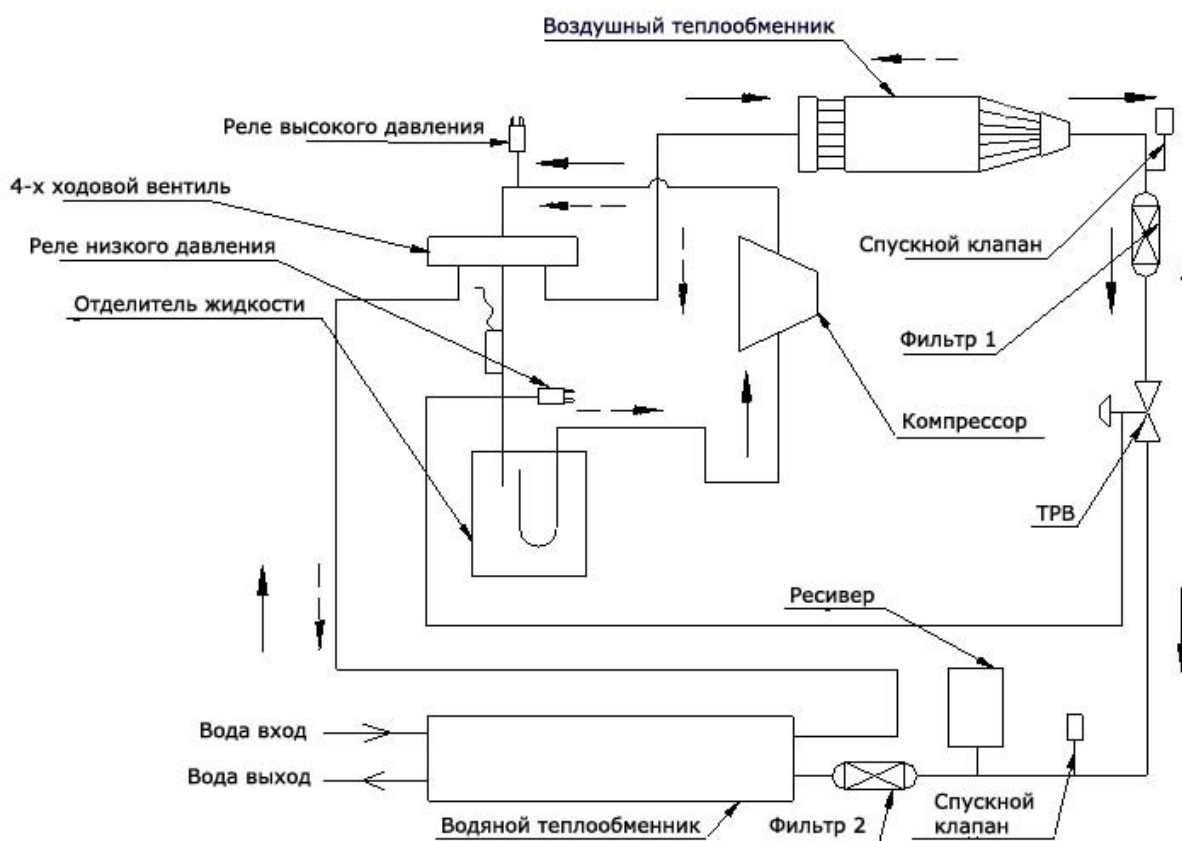 Воздушный теплообменник
Реле высокого давления
4-х ходовой вентиль
Реле низкого давления
Спускной клапан
Отделитель жидкости
Фильтр 1
Компрессор
ТРВ
Ресивер
Вода вход
Вода выход
Водяной теплообменник
Фильтр 2
Спускной
клапан